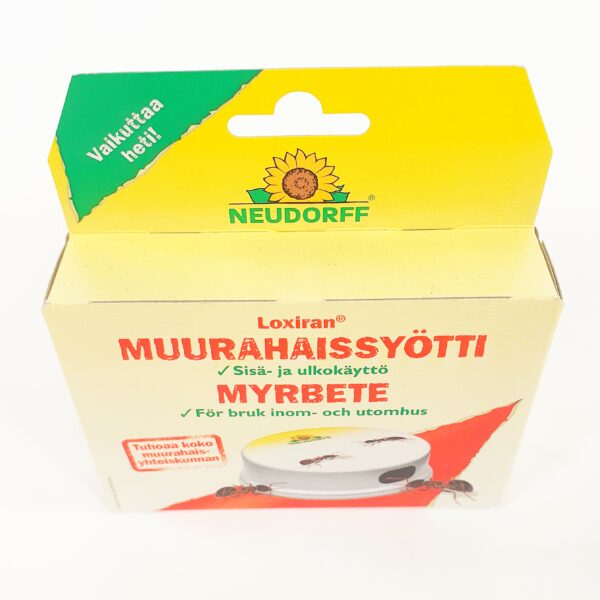 Vaikuttaa
heti!
NEUDORFF®
Loxiran®
MUURAHAISSYÖTTI
✓ Sisä- ja ulkokäyttö
MYRBETE
✓ För bruk inom- och utomhus
Tuhoaa koko
muurahais-
yhteiskunnan